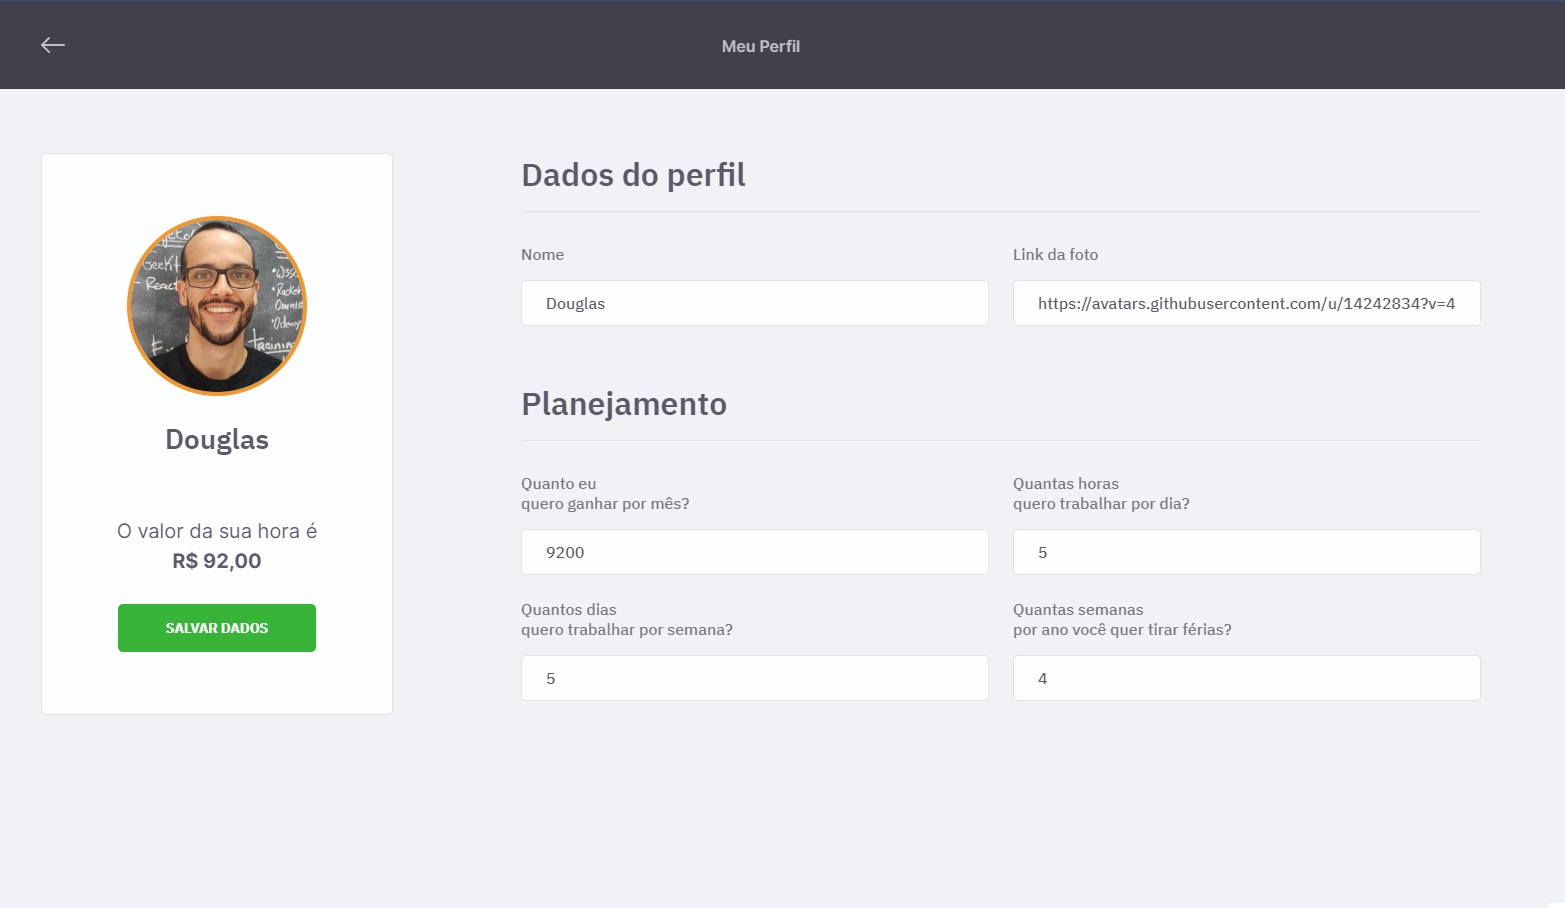 Meu Perfil
Dados do perfil
Nome
Link da foto
Douglas
https://avatars.githubusercontent.com/u/14242834?v=4
Planejamento
Quanto eu
quero ganhar por mês?
Quantas horas
quero trabalhar por dia?
9200
5
Quantos dias
quero trabalhar por semana?
Quantas semanas
por ano você quer tirar férias?
5
4
React
Douglas
O valor da sua hora é
R$ 92,00
SALVAR DADOS